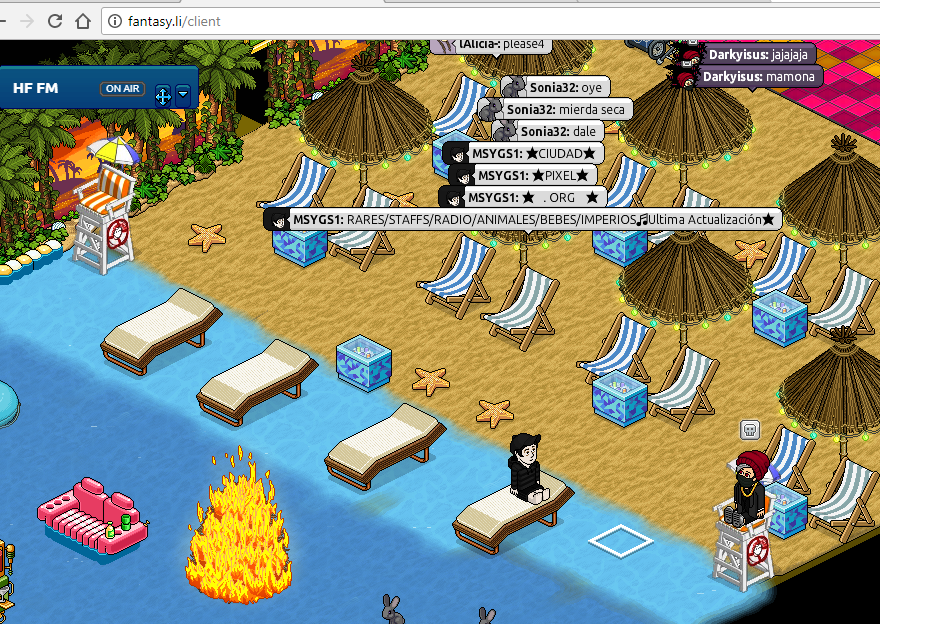 fantasy.li/client
lAlicia-: please4
Darkyisus: jajajaja
Darkyisus: mamona
HF FM
ON AIR
Sonia32: oye
Sonia32: mierda seca
Sonia32: dale
MSYGS1: ★CIUDAD★
MSYGS1: ★PIXEL★
MSYGS1: ★ . ORG ★
MSYGS1: RARES/STAFFS/RADIO/ANIMALES/BEBES/IMPERIOS♫Ultima Actualización★